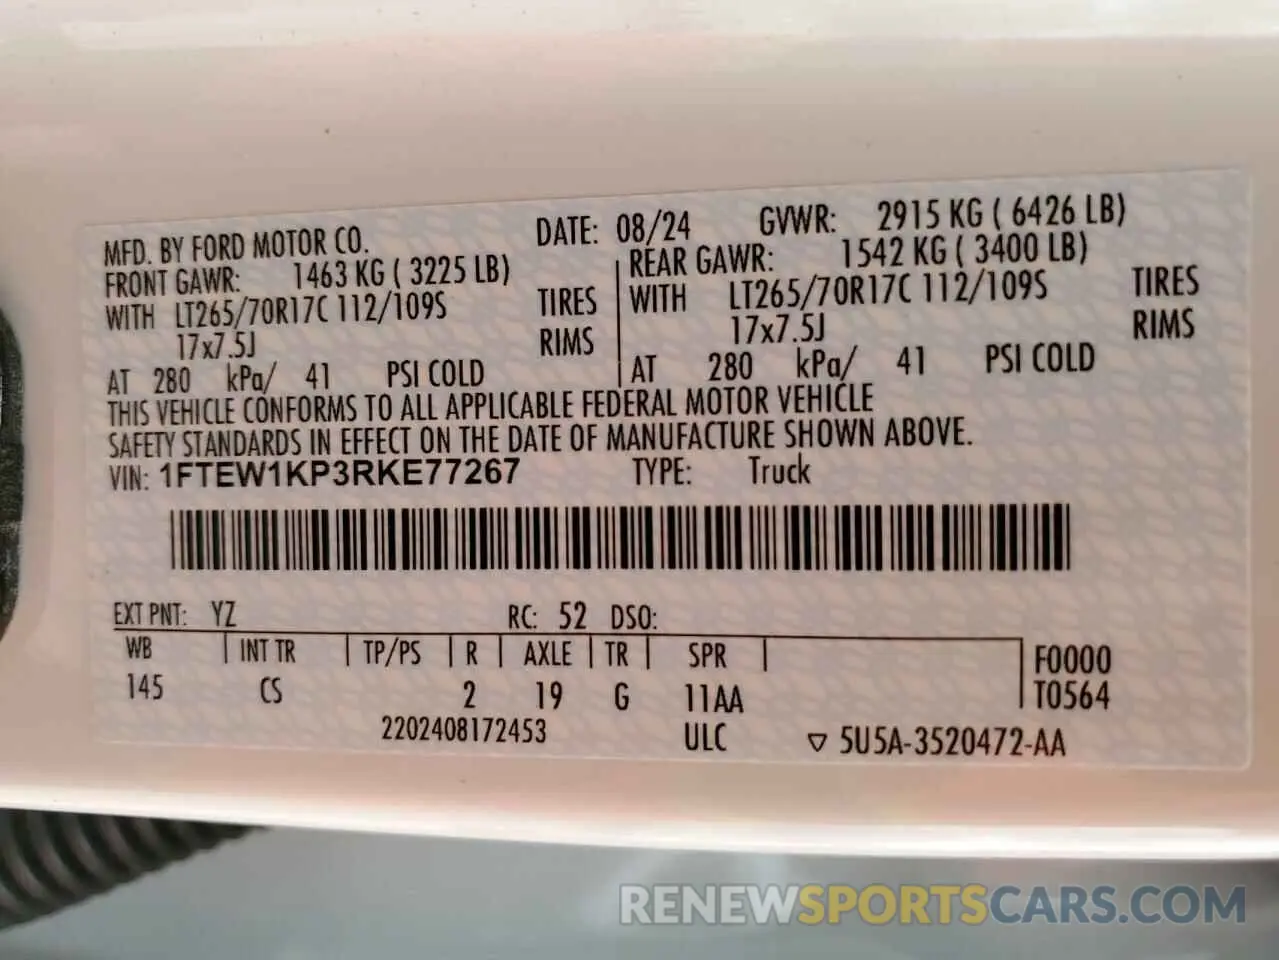 MFD. BY FORD MOTOR CO. DATE: 08/24 GVWR: 2915 KG ( 6426 LB)
FRONT GAWR: 1463 KG ( 3225 LB) REAR GAWR: 1542 KG ( 3400 LB)
WITH LT265/70R17C 112/109S TIRES WITH LT265/70R17C 112/109S TIRES
17x7.5J RIMS 17x7.5J RIMS
AT 280 kPa/ 41 PSI COLD AT 280 kPa/ 41 PSI COLD
THIS VEHICLE CONFORMS TO ALL APPLICABLE FEDERAL MOTOR VEHICLE
SAFETY STANDARDS IN EFFECT ON THE DATE OF MANUFACTURE SHOWN ABOVE.
VIN: 1FTEW1KP3RKE77267 TYPE: Truck
EXT PNT: YZ RC: 52 DSO:
WB INT TR TP/PS R AXLE TR SPR F0000
145 CS 2 19 G 11AA T0564
2202408172453 ULC ▽ 5U5A-3520472-AA
RENEWSPORTSCARS.COM